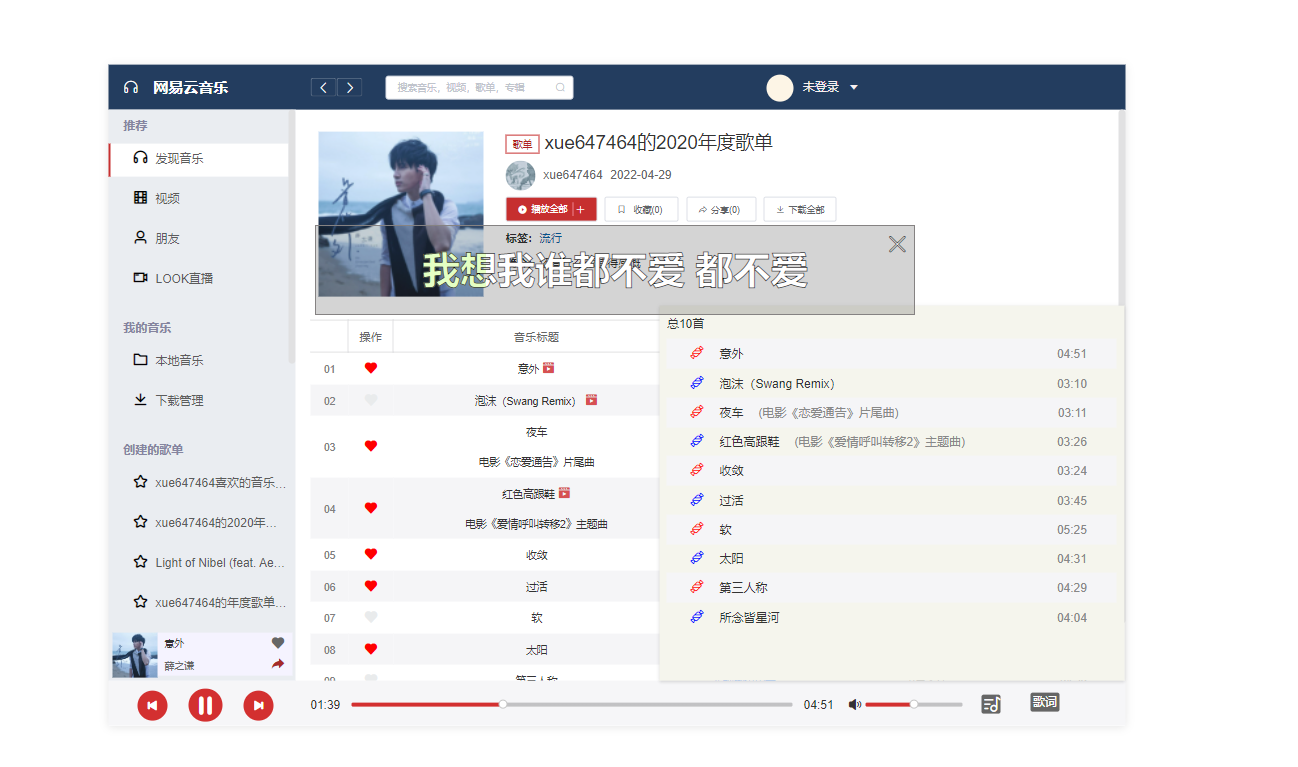 网易云音乐
搜索音乐，视频，歌单，专辑
未登录
推荐
发现音乐
视频
朋友
LOOK直播
我的音乐
本地音乐
下载管理
创建的歌单
xue647464喜欢的音乐...
xue647464的2020年...
Light of Nibel (feat. Ae...
xue647464的年度歌单...
意外
薛之谦
歌单 xue647464的2020年度歌单
xue647464 2022-04-29
播放全部 收藏(0) 分享(0) 下载全部
标签: 流行
我想我谁都不爱 都不爱
操作 音乐标题
01 意外
02 泡沫（Swang Remix）
03 夜车
电影《恋爱通告》片尾曲
04 红色高跟鞋
电影《爱情呼叫转移2》主题曲
05 收敛
06 过活
07 软
08 太阳
09 第三人称
总10首
意外 04:51
泡沫（Swang Remix） 03:10
夜车 (电影《恋爱通告》片尾曲) 03:11
红色高跟鞋 (电影《爱情呼叫转移2》主题曲) 03:26
收敛 03:24
过活 03:45
软 05:25
太阳 04:31
第三人称 04:29
所念皆星河 04:04
01:39 04:51 歌词